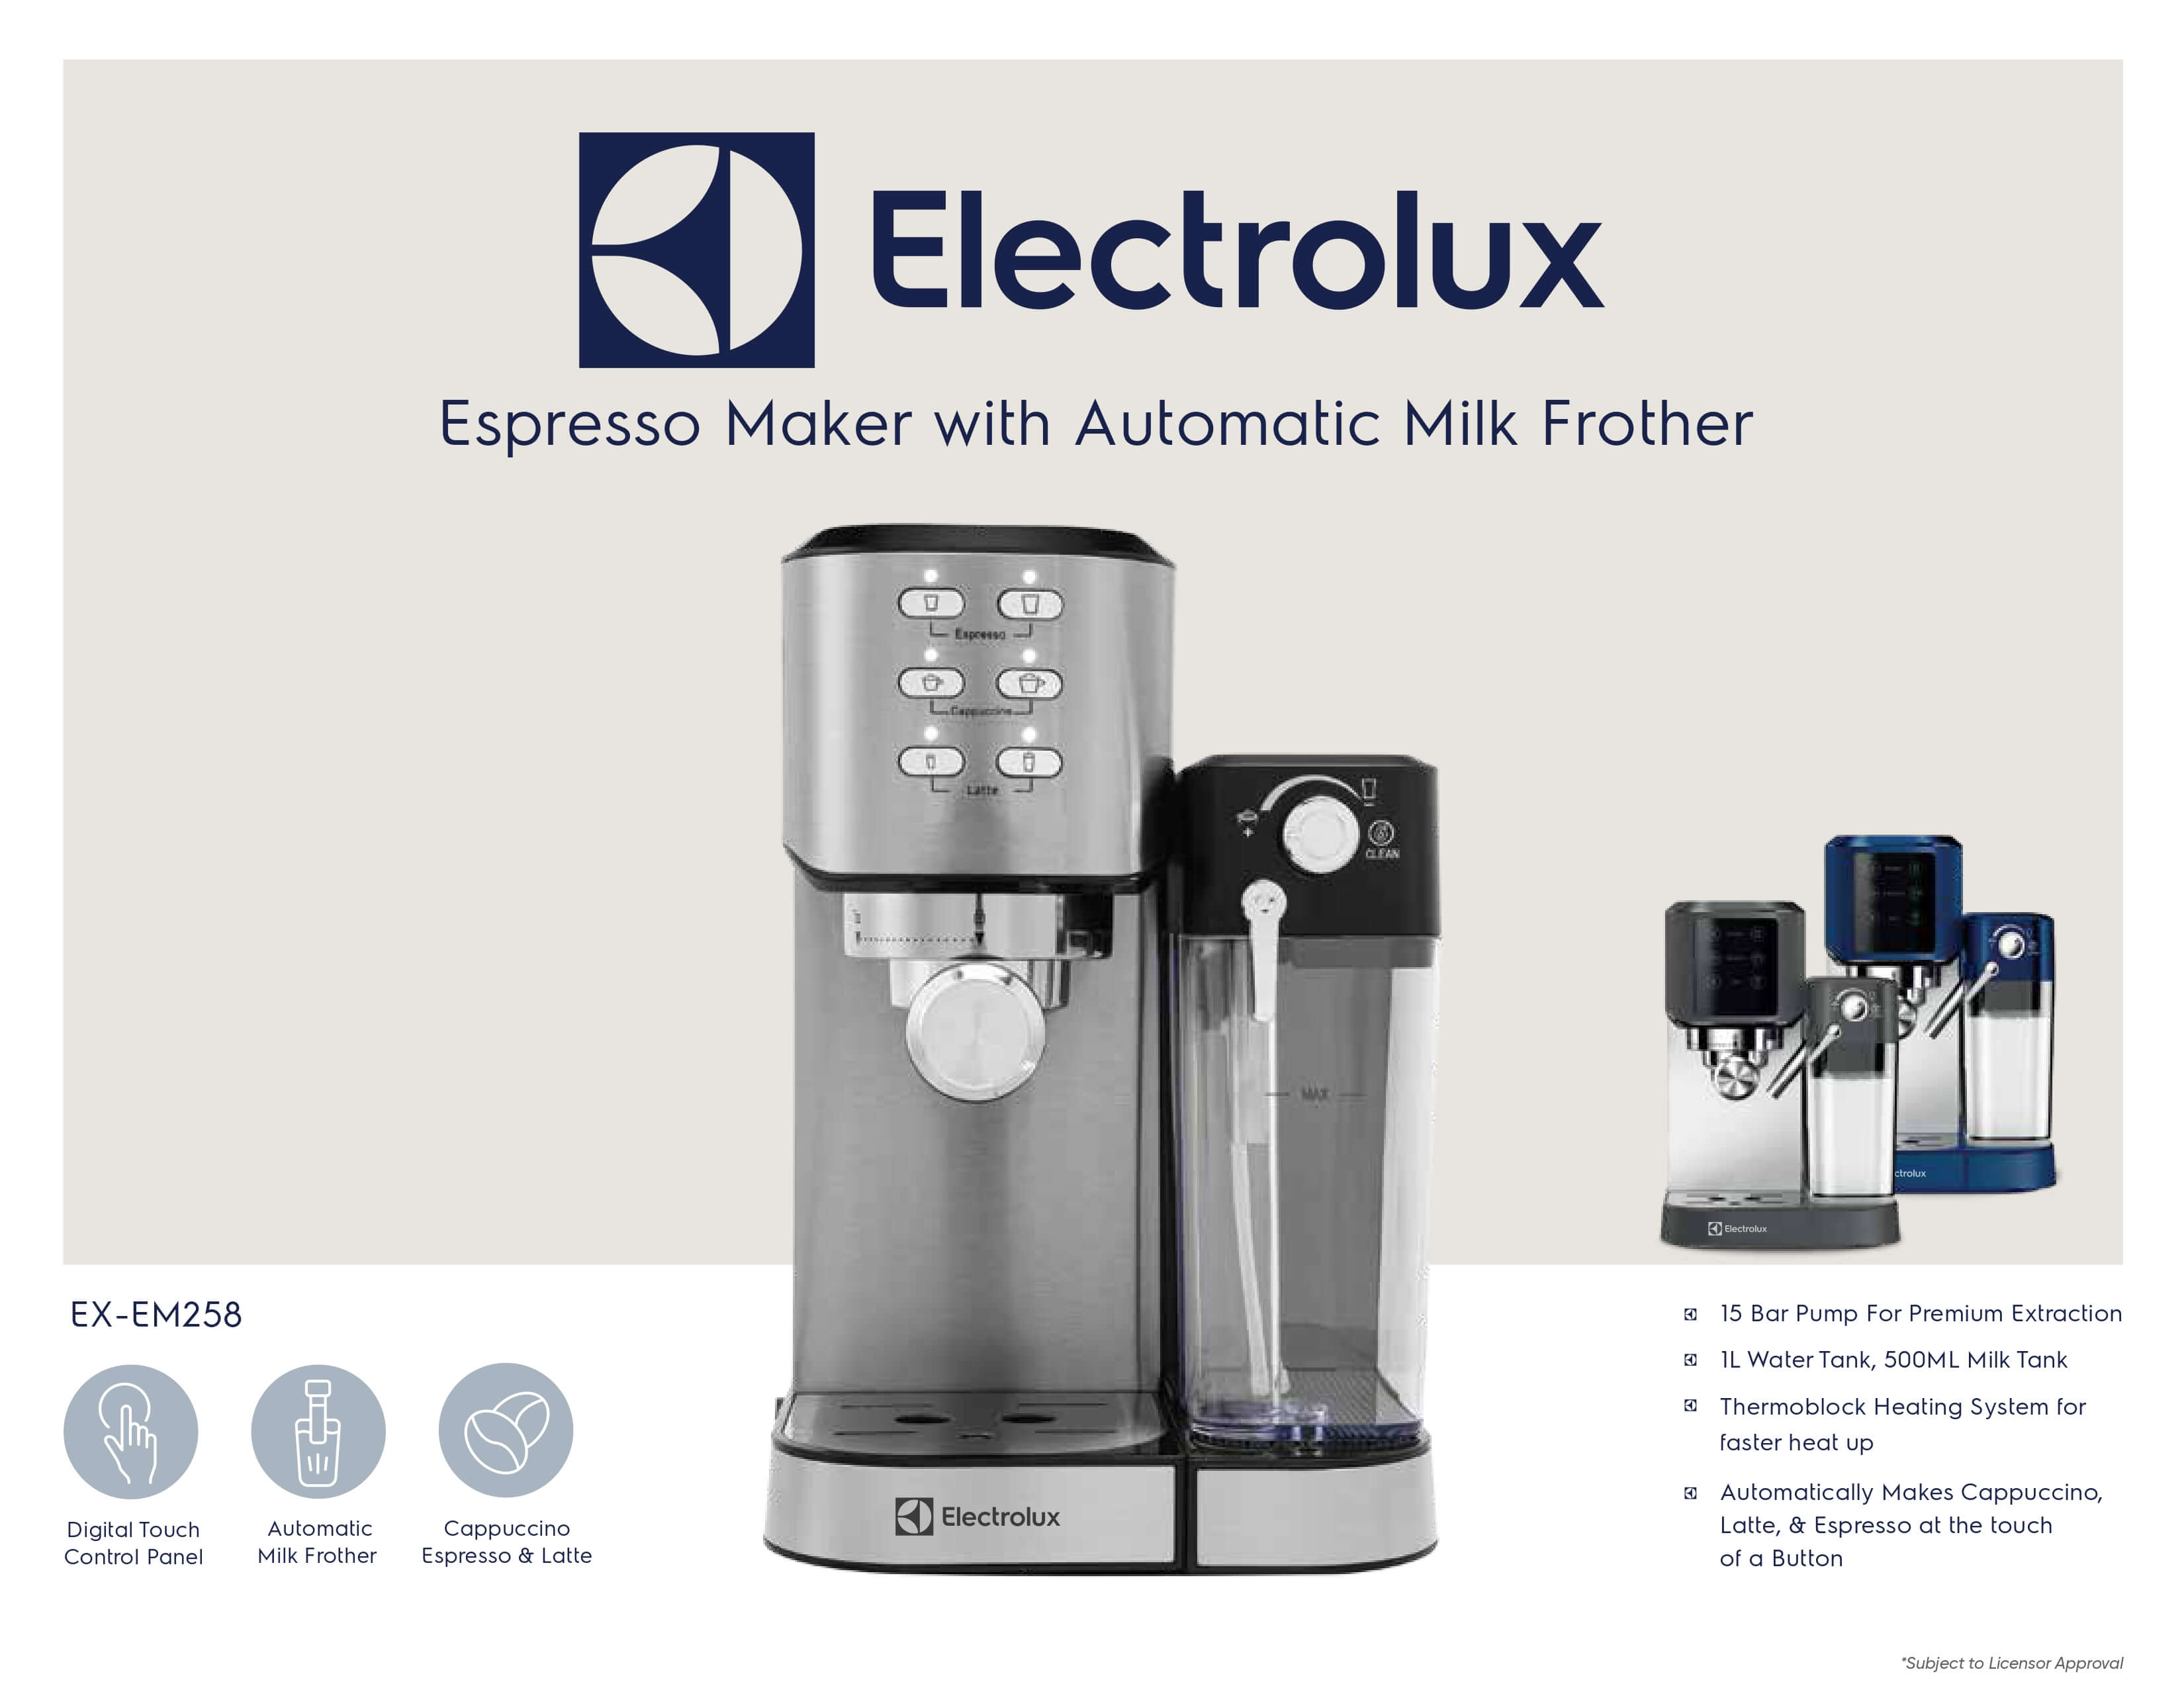 Electrolux
Espresso Maker with Automatic Milk Frother
Espresso
Cappuccino
Latte
CLEAN
MAX
Electrolux
ctrolux
Electrolux
EX-EM258
Digital Touch
Control Panel
Automatic
Milk Frother
Cappuccino
Espresso & Latte
15 Bar Pump For Premium Extraction
1L Water Tank, 500ML Milk Tank
Thermoblock Heating System for
faster heat up
Automatically Makes Cappuccino,
Latte, & Espresso at the touch
of a Button
*Subject to Licensor Approval